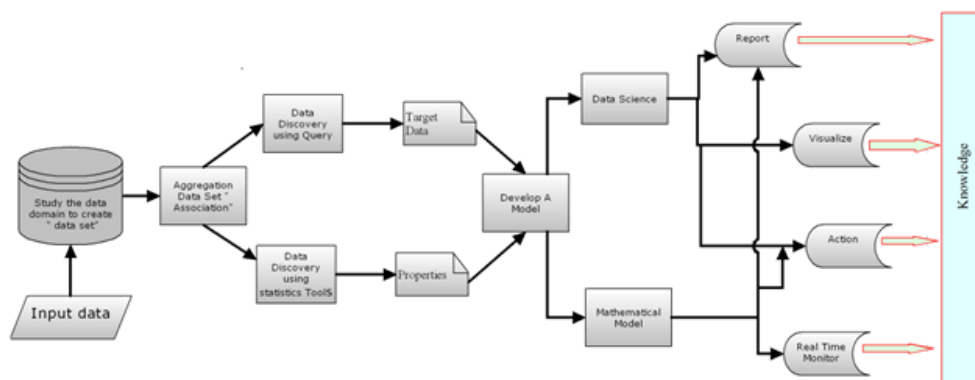 Input data
Study the data
domain to create
" data set"
Aggregation
Data Set "
Association"
Data
Discovery
using Query
Target
Data
Data
Discovery
using
statistics ToolS
Properties
Develop A
Model
Data Science
Mathematical
Model
Report
Visualize
Action
Real Time
Monitor
Knowledge